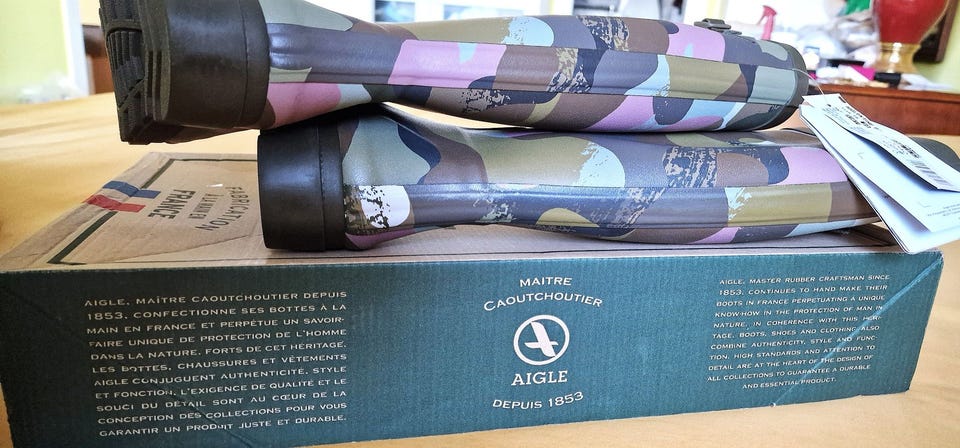 FABRICATION
FRANCE
AIGLE, MAÎTRE CAOUTCHOUTIER DEPUIS
1853, CONFECTIONNE SES BOTTES À LA
MAIN EN FRANCE ET PERPÉTUE UN SAVOIR-
FAIRE UNIQUE DE PROTECTION DE L'HOMME
DANS LA NATURE. FORTS DE CET HÉRITAGE,
LES BOTTES, CHAUSSURES ET VÊTEMENTS
AIGLE CONJUGUENT AUTHENTICITÉ, STYLE
ET FONCTION. L'EXIGENCE DE QUALITÉ ET LE
SOUCI DU DÉTAIL SONT AU CŒUR DE LA
CONCEPTION DES COLLECTIONS POUR VOUS
GARANTIR UN PRODUIT JUSTE ET DURABLE.
MAITRE
CAOUTCHOUTIER
AIGLE
DEPUIS 1853
AIGLE, MASTER RUBBER CRAFTSMAN SINCE
1853, CONTINUES TO HAND MAKE THEIR
BOOTS IN FRANCE PERPETUATING A UNIQUE
KNOW-HOW IN THE PROTECTION OF MAN IN
NATURE. IN COHERENCE WITH THIS HERI-
TAGE, BOOTS, SHOES AND CLOTHING ALSO
COMBINE AUTHENTICITY, STYLE AND FUNC-
TION. HIGH STANDARDS AND ATTENTION TO
DETAIL ARE AT THE HEART OF THE DESIGN OF
ALL COLLECTIONS TO GUARANTEE A DURABLE
AND ESSENTIAL PRODUCT.